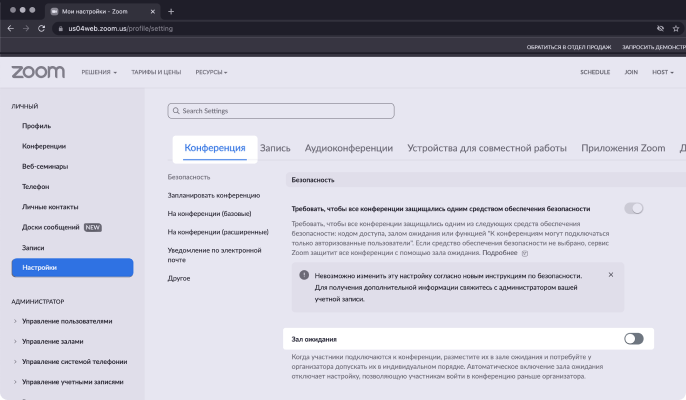 Мои настройки - Zoom
us04web.zoom.us/profile/setting
ОБРАТИТЬСЯ В ОТДЕЛ ПРОДАЖ ЗАПРОСИТЬ ДЕМОНСТР
zoom РЕШЕНИЯ ТАРИФЫ И ЦЕНЫ РЕСУРСЫ SCHEDULE JOIN HOST
ЛИЧНЫЙ
Профиль
Конференции
Веб-семинары
Телефон
Личные контакты
Доски сообщений NEW
Записи
Настройки
АДМИНИСТРАТОР
Управление пользователями
Управление залами
Управление системой телефонии
Управление учетными записями
Search Settings
Конференция Запись Аудиоконференции Устройства для совместной работы Приложения Zoom Д
Безопасность
Запланировать конференцию
На конференции (базовые)
На конференции (расширенные)
Уведомление по электронной
почте
Другое
Безопасность
Требовать, чтобы все конференции защищались одним средством обеспечения безопасности
Требовать, чтобы все конференции защищались одним из следующих средств обеспечения
безопасности: кодом доступа, залом ожидания или функцией "К конференциям могут подключаться
только авторизованные пользователи". Если средство обеспечения безопасности не выбрано, сервис
Zoom защитит все конференции с помощью зала ожидания. Подробнее
Невозможно изменить эту настройку согласно новым инструкциям по безопасности.
Для получения дополнительной информации свяжитесь с администратором вашей
учетной записи.
Зал ожидания
Когда участники подключаются к конференции, разместите их в зале ожидания и потребуйте у
организатора допускать их в индивидуальном порядке. Автоматическое включение зала ожидания
отключает настройку, позволяющую участникам войти в конференцию раньше организатора.